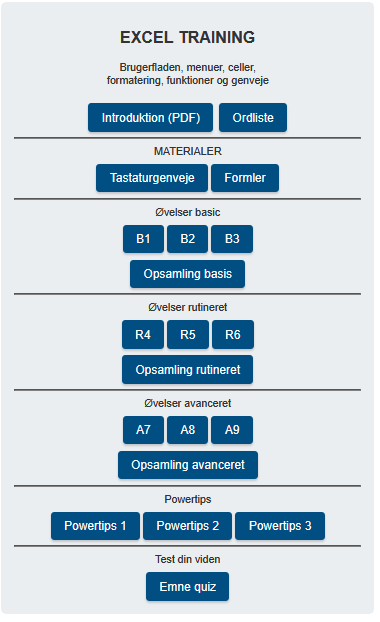 EXCEL TRAINING
Brugerfladen, menuer, celler,
formatering, funktioner og genveje
Introduktion (PDF) Ordliste
MATERIALER
Tastaturgenveje Formler
Øvelser basic
B1 B2 B3
Opsamling basis
Øvelser rutineret
R4 R5 R6
Opsamling rutineret
Øvelser avanceret
A7 A8 A9
Opsamling avanceret
Powertips
Powertips 1 Powertips 2 Powertips 3
Test din viden
Emne quiz